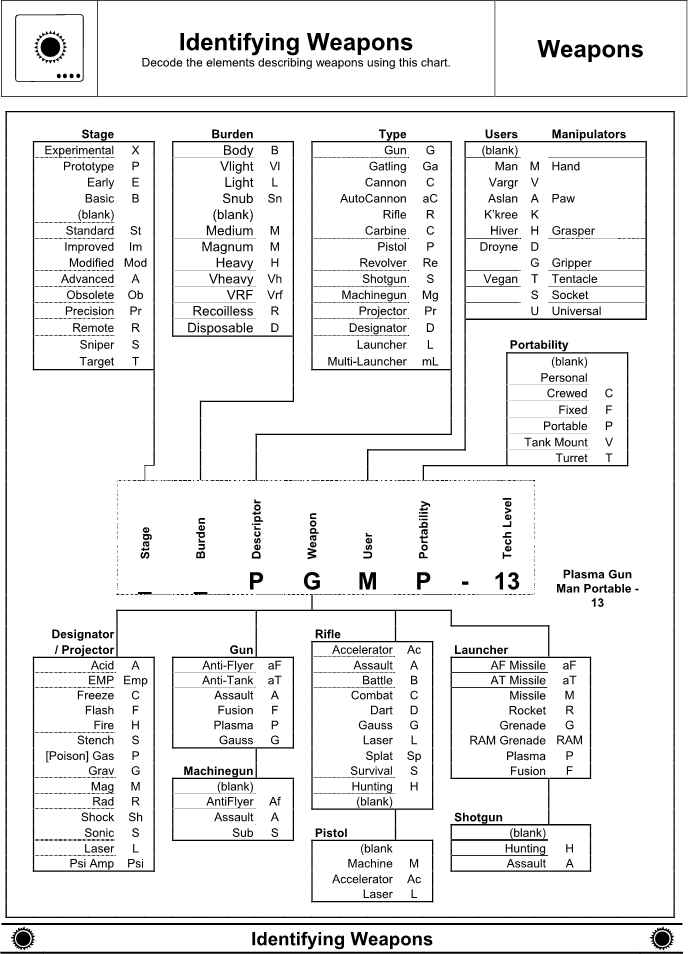 Identifying Weapons
Decode the elements describing weapons using this chart.
Weapons
Stage
Experimental X
Prototype P
Early E
Basic B
(blank)
Standard St
Improved Im
Modified Mod
Advanced A
Obsolete Ob
Precision Pr
Remote R
Sniper S
Target T
Burden
Body B
Vlight Vl
Light L
Snub Sn
(blank)
Medium M
Magnum M
Heavy H
Vheavy Vh
VRF Vrf
Recoilless R
Disposable D
Type
Gun G
Gatling Ga
Cannon C
AutoCannon aC
Rifle R
Carbine C
Pistol P
Revolver Re
Shotgun S
Machinegun Mg
Projector Pr
Designator D
Launcher L
Multi-Launcher mL
Users Manipulators
(blank)
Man M Hand
Vargr V
Aslan A Paw
K'kree K
Hiver H Grasper
Droyne D
G Gripper
Vegan T Tentacle
S Socket
U Universal
Portability
(blank)
Personal
Crewed C
Fixed F
Portable P
Tank Mount V
Turret T
Stage
Burden
Descriptor
Weapon
User
Portability
Tech Level
_ _ P G M P - 13
Plasma Gun
Man Portable -
13
Designator
/ Projector
Acid A
EMP Emp
Freeze C
Flash F
Fire H
Stench S
[Poison] Gas P
Grav G
Mag M
Rad R
Shock Sh
Sonic S
Laser L
Psi Amp Psi
Gun
Anti-Flyer aF
Anti-Tank aT
Assault A
Fusion F
Plasma P
Gauss G
Machinegun
(blank)
AntiFlyer Af
Assault A
Sub S
Rifle
Accelerator Ac
Assault A
Battle B
Combat C
Dart D
Gauss G
Laser L
Splat Sp
Survival S
Hunting H
(blank)
Pistol
(blank
Machine M
Accelerator Ac
Laser L
Launcher
AF Missile aF
AT Missile aT
Missile M
Rocket R
Grenade G
RAM Grenade RAM
Plasma P
Fusion F
Shotgun
(blank)
Hunting H
Assault A
Identifying Weapons